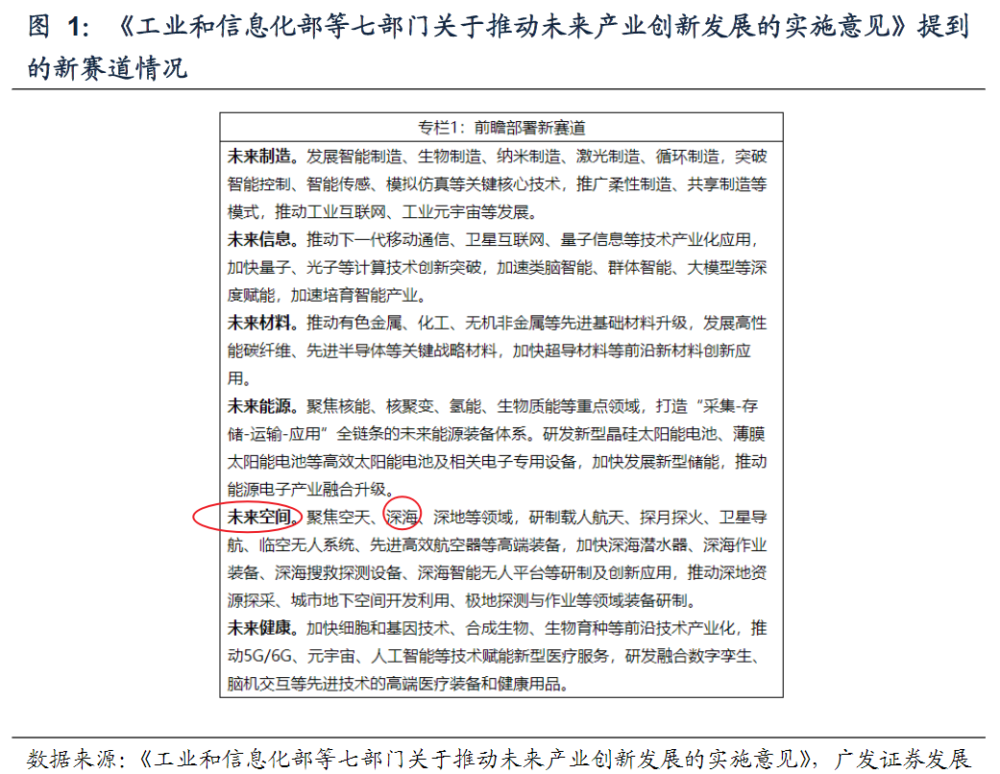 图 1：《工业和信息化部等七部门关于推动未来产业创新发展的实施意见》提到
的新赛道情况
专栏1：前瞻部署新赛道
未来制造。发展智能制造、生物制造、纳米制造、激光制造、循环制造，突破
智能控制、智能传感、模拟仿真等关键核心技术，推广柔性制造、共享制造等
模式，推动工业互联网、工业元宇宙等发展。
未来信息。推动下一代移动通信、卫星互联网、量子信息等技术产业化应用，
加快量子、光子等计算技术创新突破，加速类脑智能、群体智能、大模型等深
度赋能，加速培育智能产业。
未来材料。推动有色金属、化工、无机非金属等先进基础材料升级，发展高性
能碳纤维、先进半导体等关键战略材料，加快超导材料等前沿新材料创新应
用。
未来能源。聚焦核能、核聚变、氢能、生物质能等重点领域，打造“采集-存
储-运输-应用”全链条的未来能源装备体系。研发新型晶硅太阳能电池、薄膜
太阳能电池等高效太阳能电池及相关电子专用设备，加快发展新型储能，推动
能源电子产业融合升级。
未来空间。聚焦空天、深海、深地等领域，研制载人航天、探月探火、卫星导
航、临空无人系统、先进高效航空器等高端装备，加快深海潜水器、深海作业
装备、深海搜救探测设备、深海智能无人平台等研制及创新应用，推动深地资
源探采、城市地下空间开发利用、极地探测与作业等领域装备研制。
未来健康。加快细胞和基因技术、合成生物、生物育种等前沿技术产业化，推
动5G/6G、元宇宙、人工智能等技术赋能新型医疗服务，研发融合数字孪生、
脑机交互等先进技术的高端医疗装备和健康用品。
数据来源：《工业和信息化部等七部门关于推动未来产业创新发展的实施意见》，广发证券发展